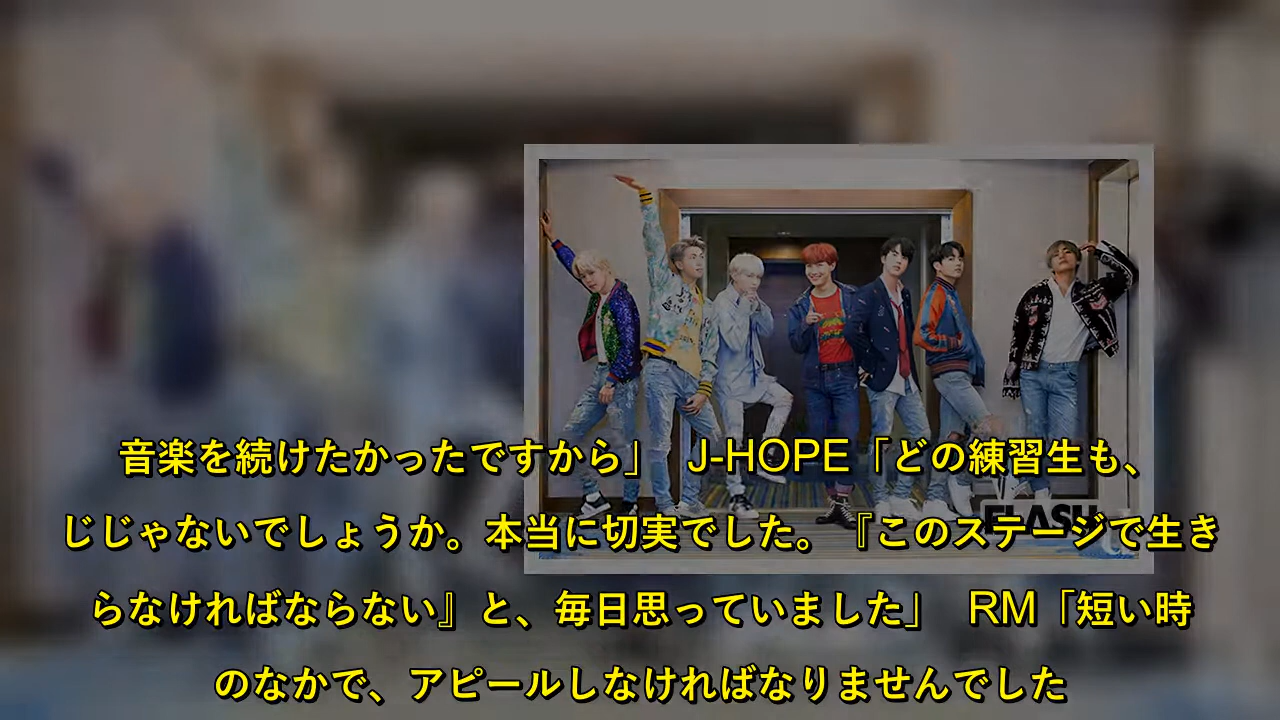 音楽を続けたかったですから」 J-HOPE「どの練習生も、
じじゃないでしょうか。本当に切実でした。『このステージで生き
らなければならない』と、毎日思っていました」 RM「短い時
のなかで、アピールしなければなりませんでした
FLASH